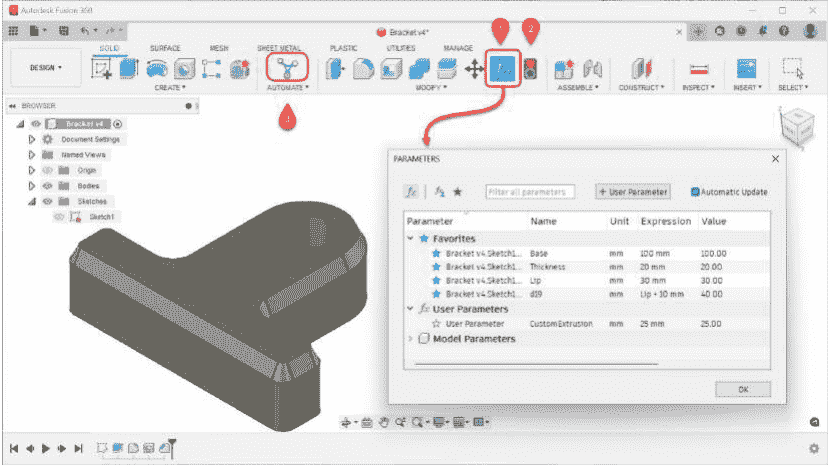 Autodesk Fusion 360
Bracket v4*
1
2
SOLID SURFACE MESH SHEET METAL PLASTIC UTILITIES MANAGE
DESIGN
CREATE AUTOMATE MODIFY ASSEMBLE CONSTRUCT INSPECT INSERT SELECT
3
BROWSER
Bracket v4
Document Settings
Named Views
Origin
Bodies
Sketches
Sketch1
PARAMETERS
fx
Filter all parameters
+ User Parameter
Automatic Update
Parameter Name Unit Expression Value
Favorites
Bracket v4.Sketch1... Base mm 100 mm 100.00
Bracket v4.Sketch1... Thickness mm 20 mm 20.00
Bracket v4.Sketch1... Lip mm 30 mm 30.00
Bracket v4.Sketch1... d19 mm Lip + 10 mm 40.00
fx User Parameters
User Parameter CustomExtrusion mm 25 mm 25.00
Model Parameters
OK